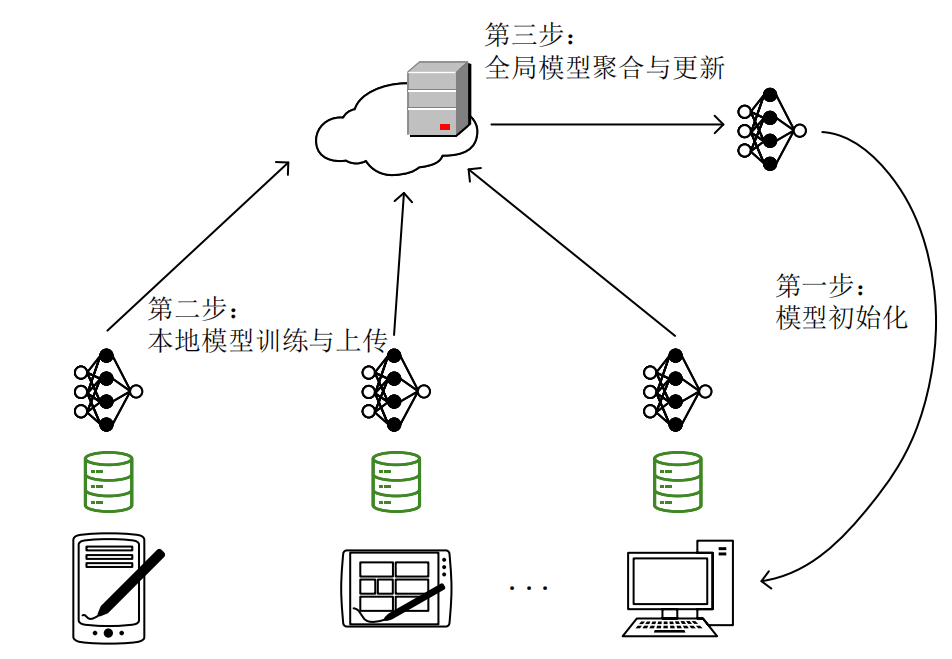 第三步：
全局模型聚合与更新
第一步：
模型初始化
第二步：
本地模型训练与上传
...